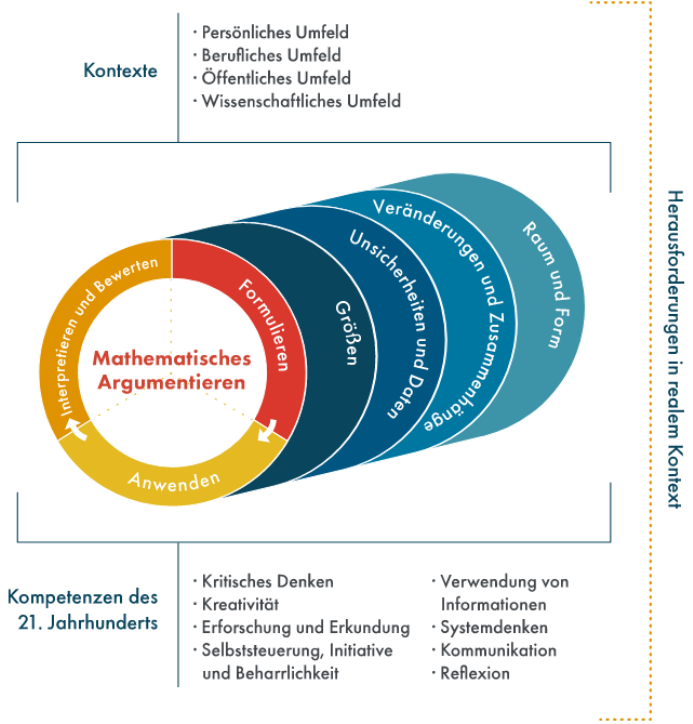 Kontexte
· Persönliches Umfeld
· Berufliches Umfeld
· Öffentliches Umfeld
· Wissenschaftliches Umfeld
Herausforderungen in realem Kontext
Mathematisches
Argumentieren
Formulieren
Anwenden
Interpretieren und Bewerten
Größen
Unsicherheiten und Daten
Veränderungen und Zusammenhänge
Raum und Form
Kompetenzen des
21. Jahrhunderts
· Kritisches Denken
· Kreativität
· Erforschung und Erkundung
· Selbststeuerung, Initiative
und Beharrlichkeit
· Verwendung von
Informationen
· Systemdenken
· Kommunikation
· Reflexion